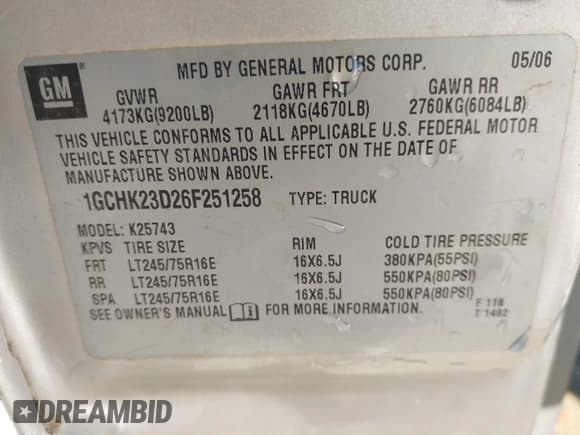 GM
®
MFD BY GENERAL MOTORS CORP. 05/06
GVWR GAWR FRT GAWR RR
4173KG(9200LB) 2118KG(4670LB) 2760KG(6084LB)
THIS VEHICLE CONFORMS TO ALL APPLICABLE U.S. FEDERAL MOTOR
VEHICLE SAFETY STANDARDS IN EFFECT ON THE DATE OF
MANUFACTURE SHOWN ABOVE.
1GCHK23D26F251258 TYPE: TRUCK
MODEL: K25743
KPVS TIRE SIZE RIM COLD TIRE PRESSURE
FRT LT245/75R16E 16X6.5J 380KPA(55PSI)
RR LT245/75R16E 16X6.5J 550KPA(80PSI)
SPA LT245/75R16E 16X6.5J 550KPA(80PSI)
SEE OWNER'S MANUAL i FOR MORE INFORMATION.
F 118
T 1482
DREAMBID